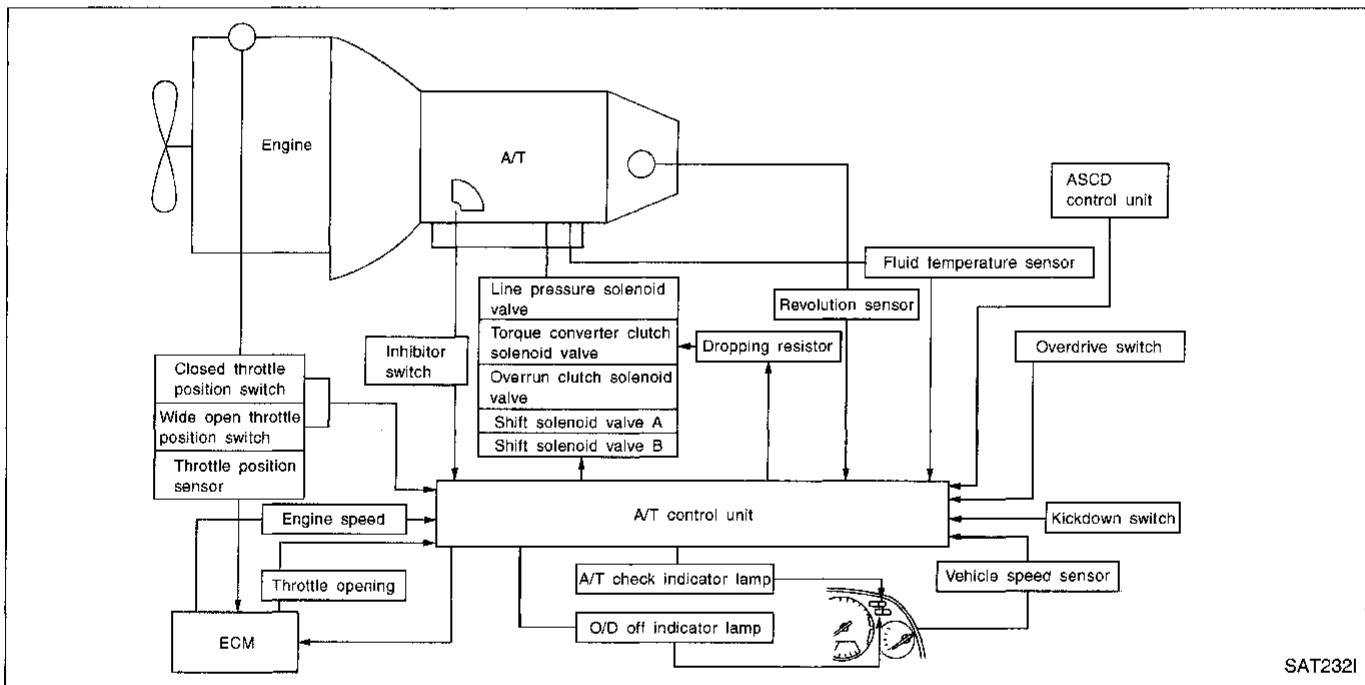 Engine
A/T
ASCD
control unit
Fluid temperature sensor
Line pressure solenoid
valve
Revolution sensor
Torque converter clutch
solenoid valve
Dropping resistor
Overdrive switch
Inhibitor
switch
Closed throttle
position switch
Overrun clutch solenoid
valve
Wide open throttle
position switch
Shift solenoid valve A
Shift solenoid valve B
Throttle position
sensor
Engine speed
A/T control unit
Kickdown switch
Throttle opening
A/T check indicator lamp
Vehicle speed sensor
ECM
O/D off indicator lamp
SAT232I